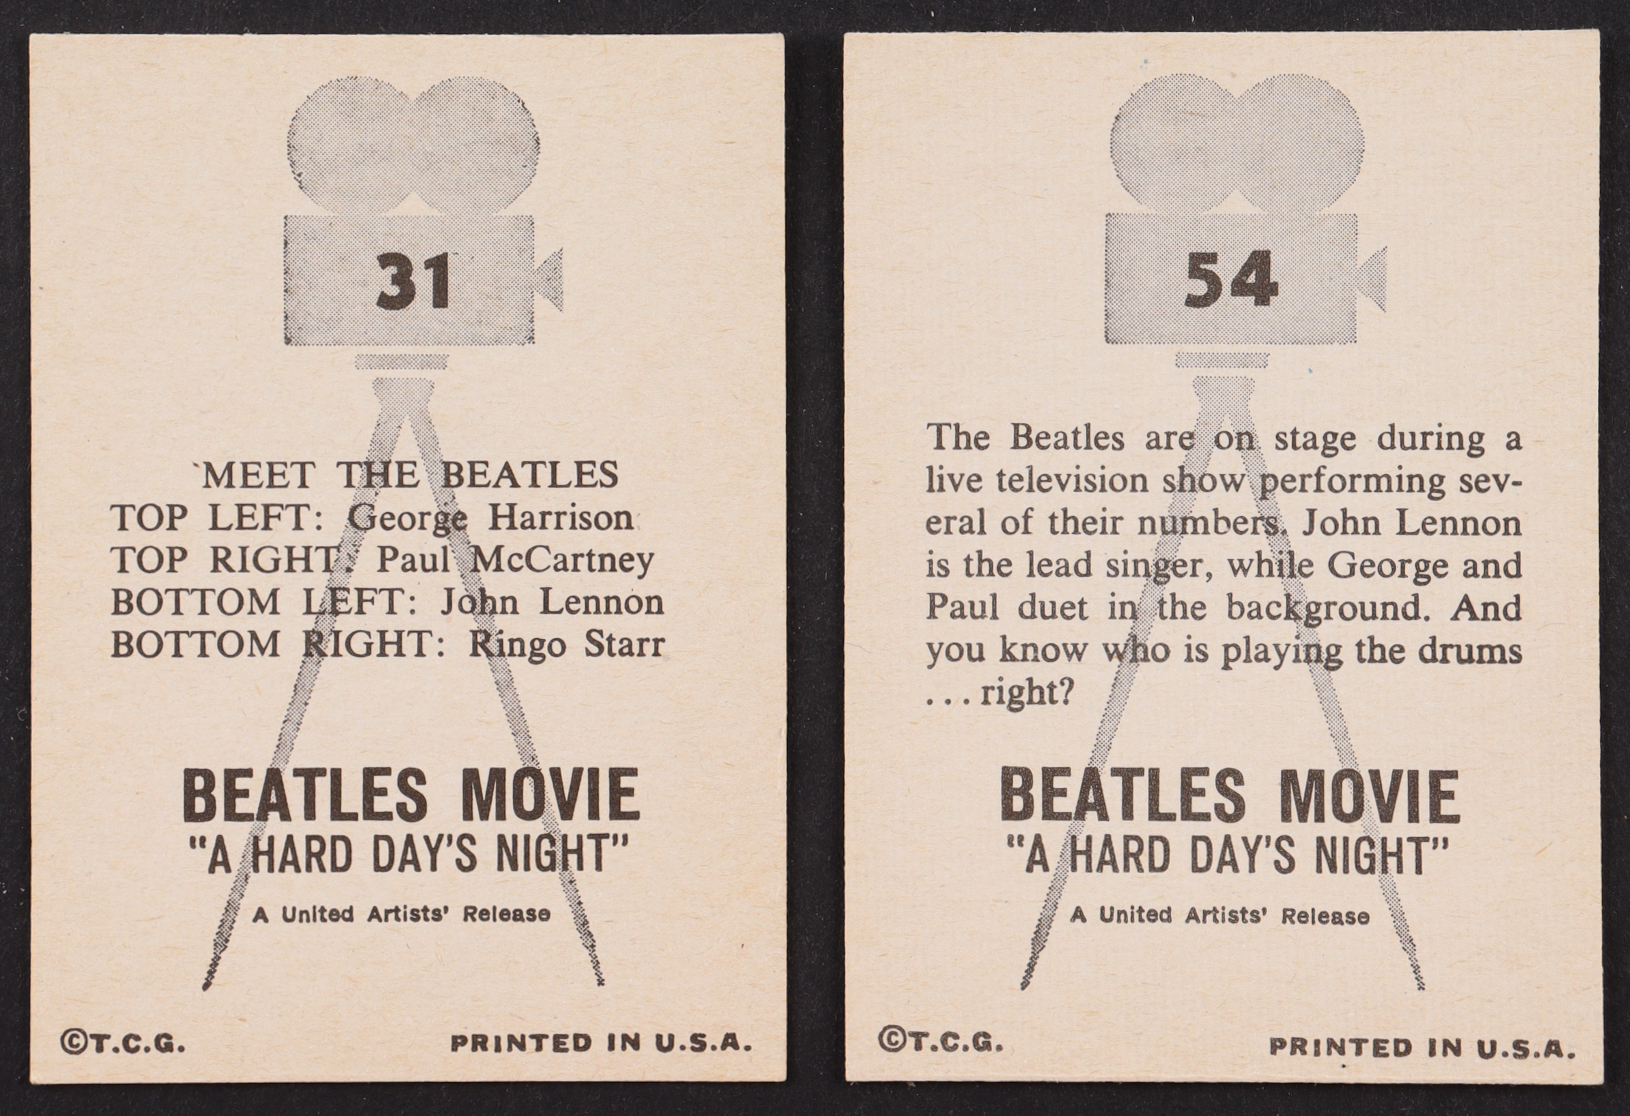 31
`MEET THE BEATLES
TOP LEFT: George Harrison
TOP RIGHT: Paul McCartney
BOTTOM LEFT: John Lennon
BOTTOM RIGHT: Ringo Starr
BEATLES MOVIE
"A HARD DAY'S NIGHT"
A United Artists' Release
©T.C.G.
PRINTED IN U.S.A.
54
The Beatles are on stage during a
live television show performing sev-
eral of their numbers. John Lennon
is the lead singer, while George and
Paul duet in the background. And
you know who is playing the drums
. . . right?
BEATLES MOVIE
"A HARD DAY'S NIGHT"
A United Artists' Release
©T.C.G.
PRINTED IN U.S.A.